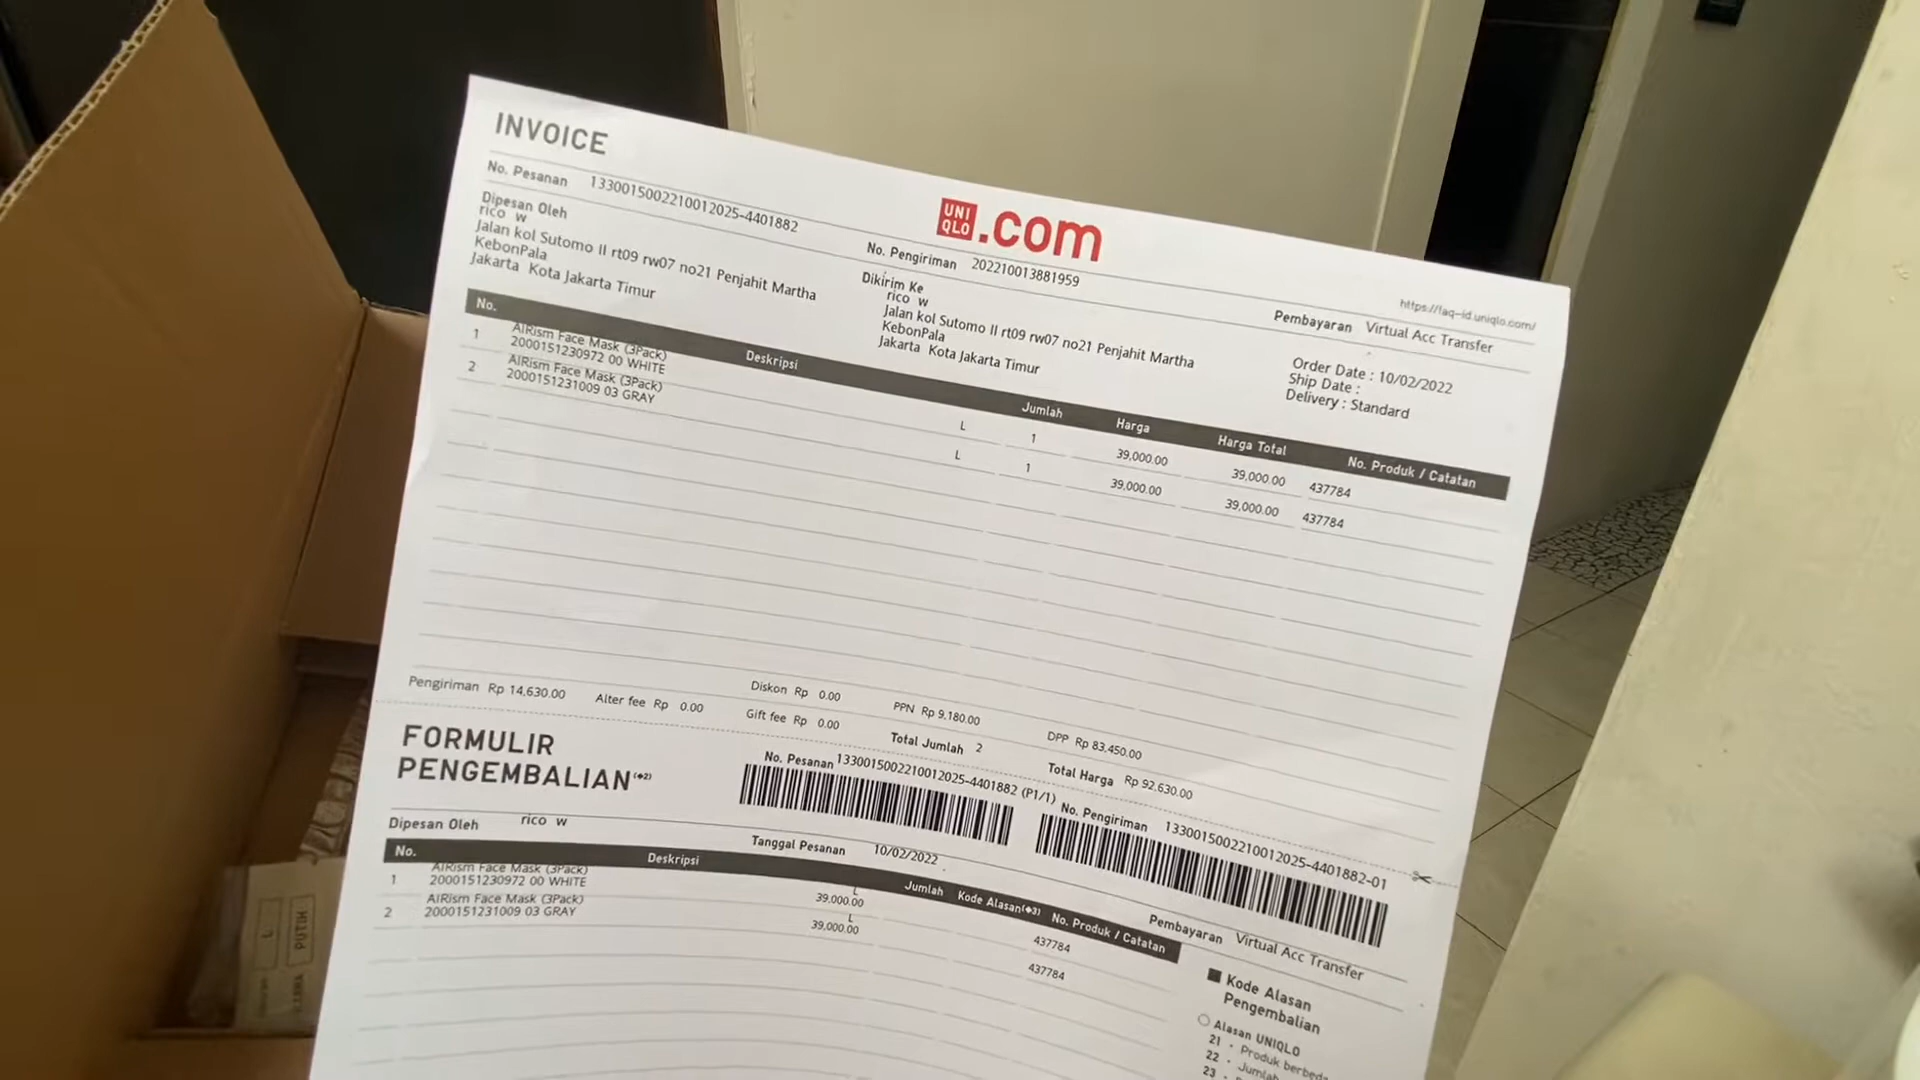 INVOICE
UNI QLO .com
https://faq-id.uniqlo.com/
No. Pesanan 1330015002210012025-4401882
No. Pengiriman 202210013881959
Pembayaran Virtual Acc Transfer
Dipesan Oleh
rico w
Jalan kol Sutomo II rt09 rw07 no21 Penjahit Martha
KebonPala
Jakarta Kota Jakarta Timur
Dikirim Ke
rico w
Jalan kol Sutomo II rt09 rw07 no21 Penjahit Martha
KebonPala
Jakarta Kota Jakarta Timur
Order Date : 10/02/2022
Ship Date :
Delivery : Standard
No. Deskripsi Jumlah Harga Harga Total No. Produk / Catatan
1 AIRism Face Mask (3Pack)
2000151230972 00 WHITE L 1 39,000.00 39,000.00 437784
2 AIRism Face Mask (3Pack)
2000151231009 03 GRAY L 1 39,000.00 39,000.00 437784
Pengiriman Rp 14,630.00 Alter fee Rp 0.00 Diskon Rp 0.00 PPN Rp 9,180.00 DPP Rp 83,450.00
Gift fee Rp 0.00 Total Jumlah 2 Total Harga Rp 92,630.00
FORMULIR
PENGEMBALIAN(◆2)
No. Pesanan 1330015002210012025-4401882 (P1/1)
No. Pengiriman 1330015002210012025-4401882-01
Dipesan Oleh rico w
Tanggal Pesanan 10/02/2022
Pembayaran Virtual Acc Transfer
No. Deskripsi Jumlah Kode Alasan(◆3) No. Produk / Catatan
1 AIRism Face Mask (3Pack)
2000151230972 00 WHITE L
39,000.00 437784
2 AIRism Face Mask (3Pack)
2000151231009 03 GRAY L
39,000.00 437784
■ Kode Alasan
Pengembalian
○ Alasan UNIQLO
21 - Produk berbeda
22 - Jumlah
23 -
L
PUTIH